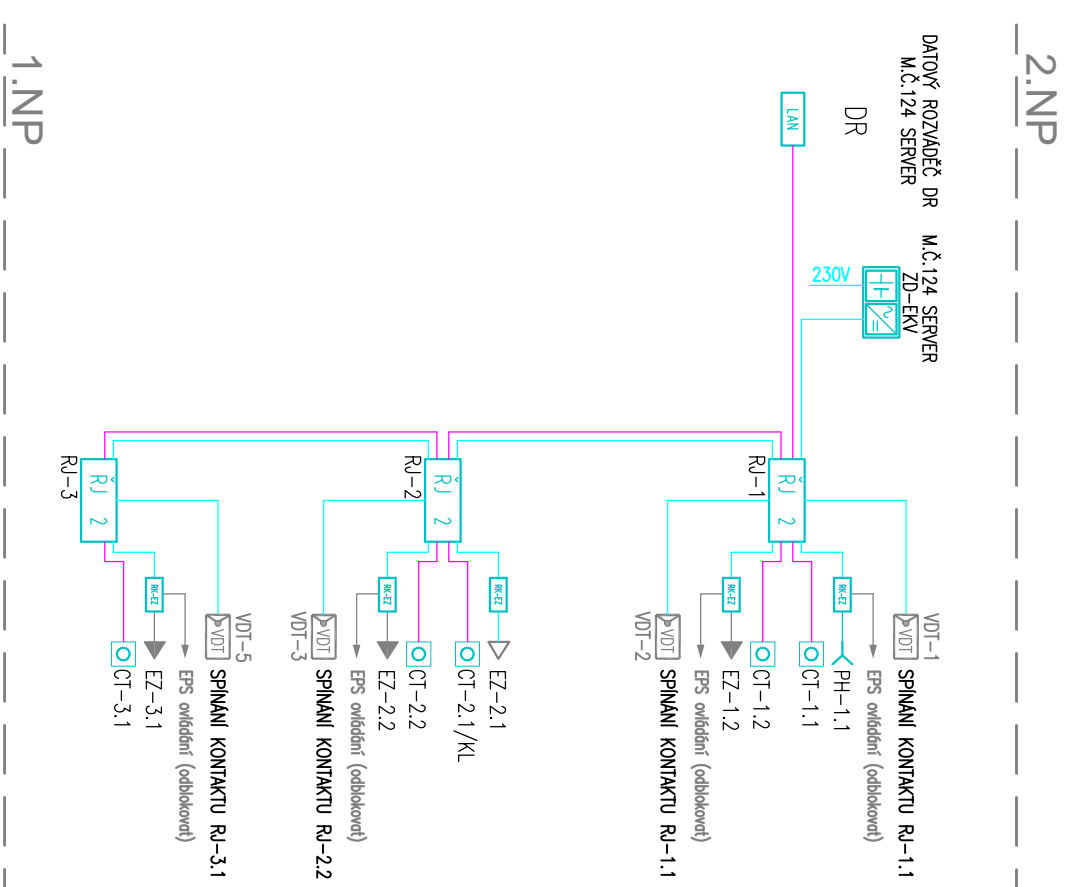 2.NP
DATOVÝ ROZVÁDĚČ DR
M.Č.124 SERVER
DR
LAN
M.Č.124 SERVER
ZD-EKV
230V
VDT-1
VDT
SPÍNÁNÍ KONTAKTU RJ-1.1
EPS ovládání (odblokovat)
RK-EZ
PH-1.1
CT-1.1
RJ-1
ŘJ 2
CT-1.2
RK-EZ
EZ-1.2
EPS ovládání (odblokovat)
VDT-2
VDT
SPÍNÁNÍ KONTAKTU RJ-1.1
RK-EZ
EZ-2.1
CT-2.1/KL
RJ-2
ŘJ 2
CT-2.2
RK-EZ
EZ-2.2
EPS ovládání (odblokovat)
VDT-3
VDT
SPÍNÁNÍ KONTAKTU RJ-2.2
VDT-5
VDT
SPÍNÁNÍ KONTAKTU RJ-3.1
EPS ovládání (odblokovat)
RK-EZ
EZ-3.1
RJ-3
ŘJ 2
CT-3.1
1.NP